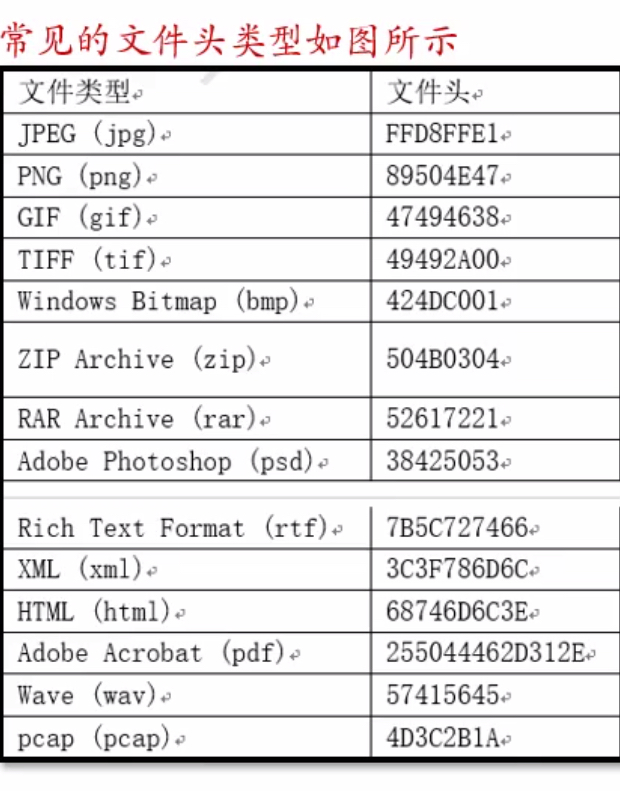 常见的文件头类型如图所示
文件类型 文件头
JPEG (jpg) FFD8FFE1
PNG (png) 89504E47
GIF (gif) 47494638
TIFF (tif) 49492A00
Windows Bitmap (bmp) 424DC001
ZIP Archive (zip) 504B0304
RAR Archive (rar) 52617221
Adobe Photoshop (psd) 38425053
Rich Text Format (rtf) 7B5C727466
XML (xml) 3C3F786D6C
HTML (html) 68746D6C3E
Adobe Acrobat (pdf) 255044462D312E
Wave (wav) 57415645
pcap (pcap) 4D3C2B1A